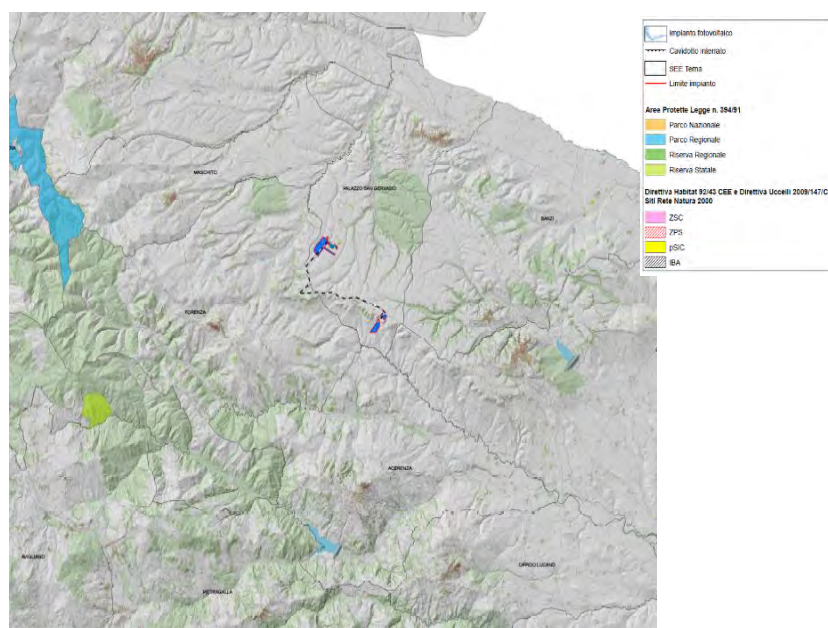 Impianto fotovoltaico
Cavidotto interrato
SEE Terna
Limite impianto
Aree Protette Legge n. 394/91
Parco Nazionale
Parco Regionale
Riserva Regionale
Riserva Statale
Direttiva Habitat 92/43 CEE e Direttiva Uccelli 2009/147/C
Siti Rete Natura 2000
ZSC
ZPS
pSIC
IBA
MASCHITO
PALAZZO SAN GERVASIO
BANZI
FORENZA
ACERENZA
OPPIDO LUCANO
PIETRAGALLA